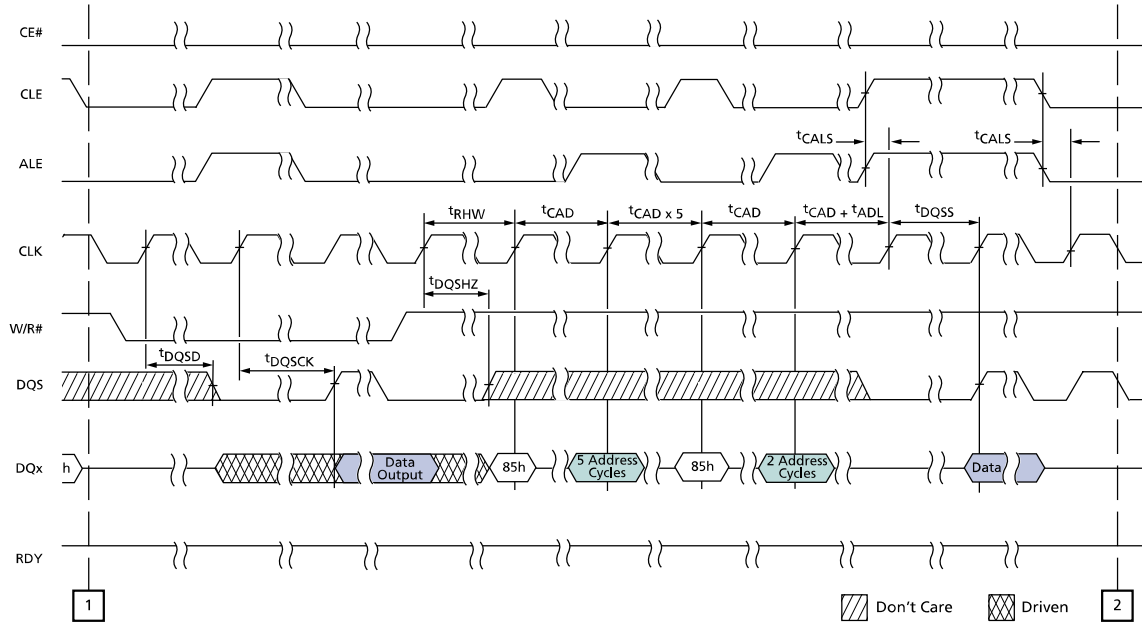 CE#
CLE
tCALS
tCALS
ALE
tRHW
tCAD
tCAD x 5
tCAD
tCAD + tADL
tDQSS
CLK
tDQSHZ
W/R#
tDQSD
tDQSCK
DQS
DQx
h
Data
Output
85h
5 Address
Cycles
85h
2 Address
Cycles
Data
RDY
1
Don't Care
Driven
2